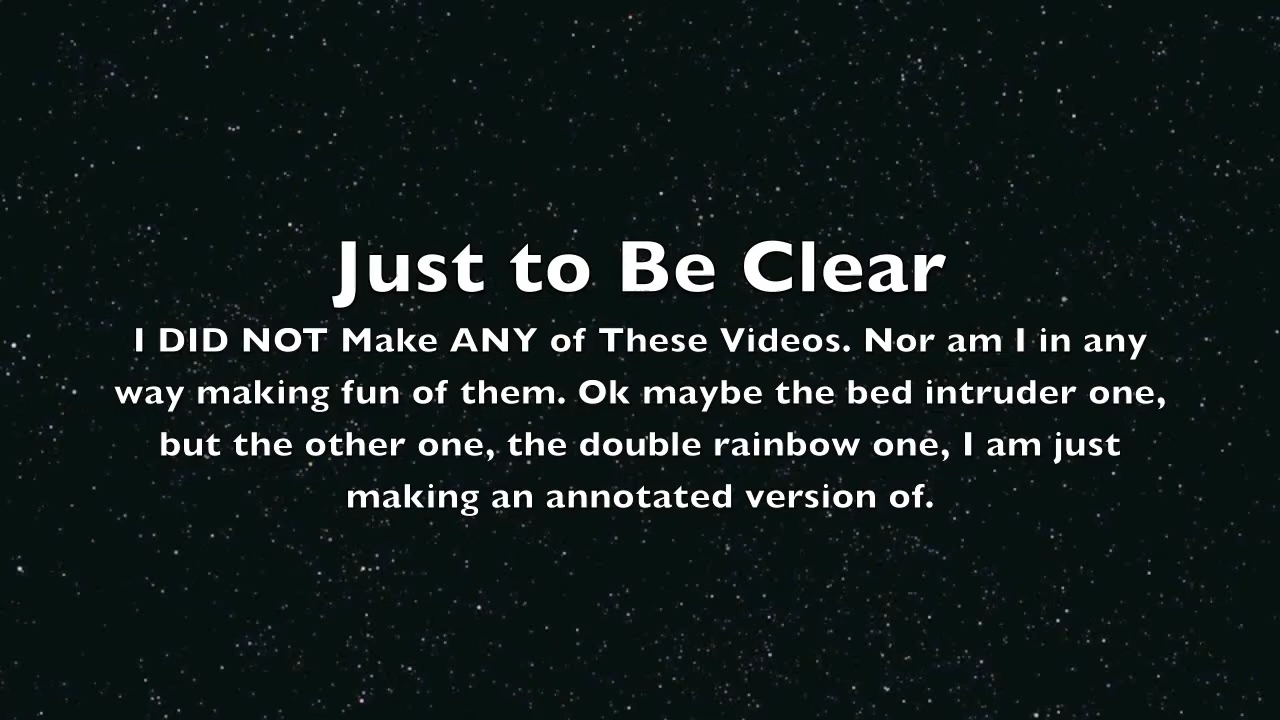 Just to Be Clear
I DID NOT Make ANY of These Videos. Nor am I in any
way making fun of them. Ok maybe the bed intruder one,
but the other one, the double rainbow one, I am just
making an annotated version of.